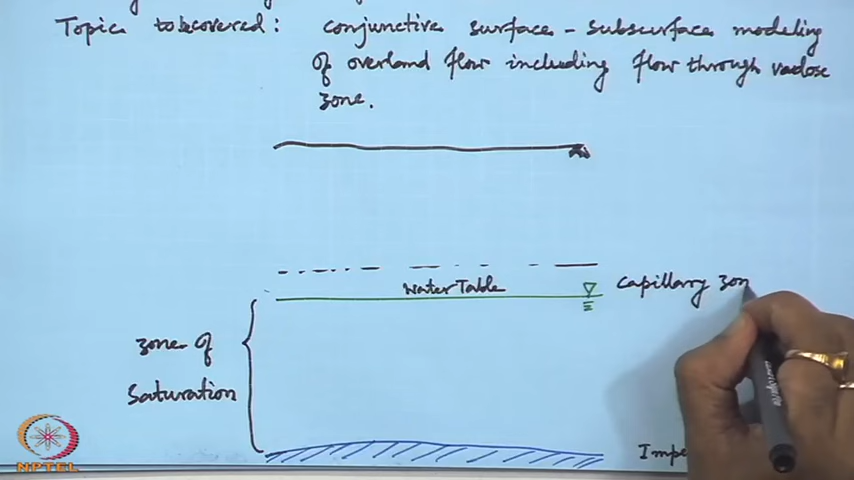 Topic to be covered : conjunctive surface - subsurface modeling
of overland flow including flow through vadose
zone.
Water Table
Capillary zon
zone of
Saturation
Impe
NPTEL